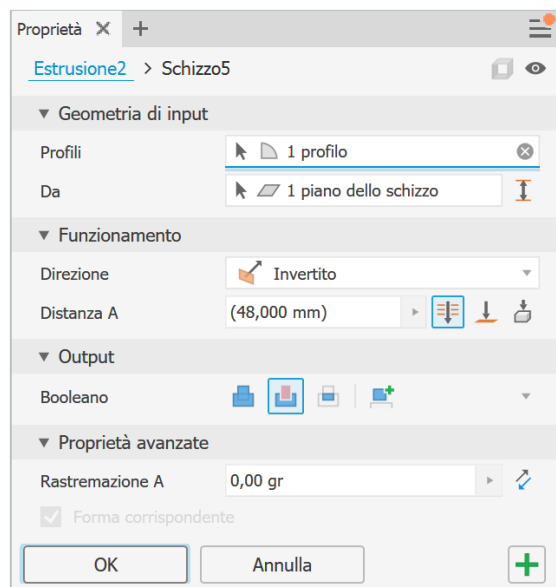 Proprietà
Estrusione2 > Schizzo5
Geometria di input
Profili 1 profilo
Da 1 piano dello schizzo
Funzionamento
Direzione Invertito
Distanza A (48,000 mm)
Output
Booleano
Proprietà avanzate
Rastremazione A 0,00 gr
Forma corrispondente
OK Annulla